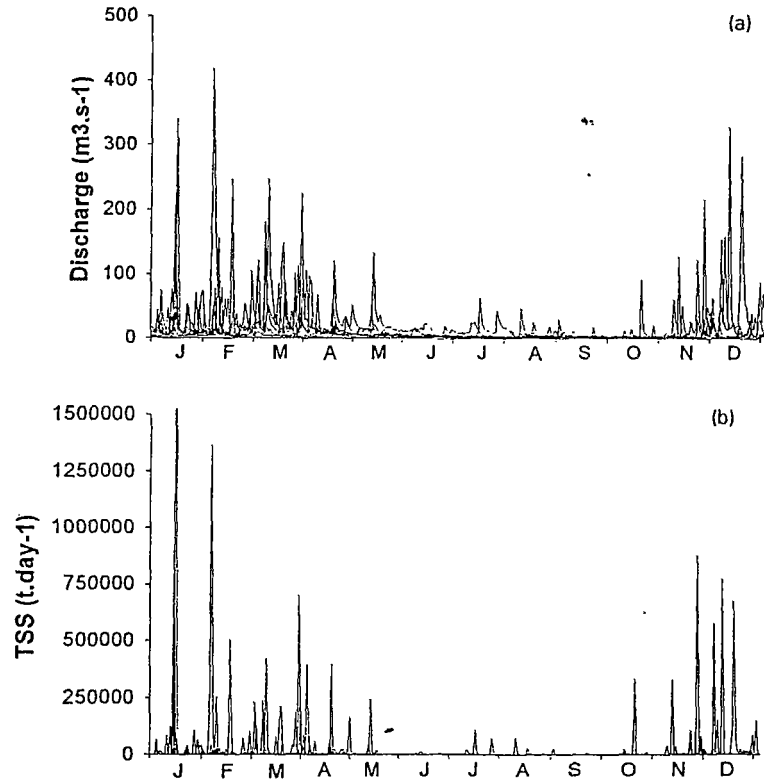 (a)
Discharge (m3.s-1)
500
400
300
200
100
0
J F M A M J J A S O N D
(b)
TSS (t.day-1)
1500000
1250000
1000000
750000
500000
250000
0
J F M A M J J A S O N D